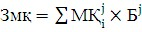 Змк = ∑ МКᵢʲ × Бʲ